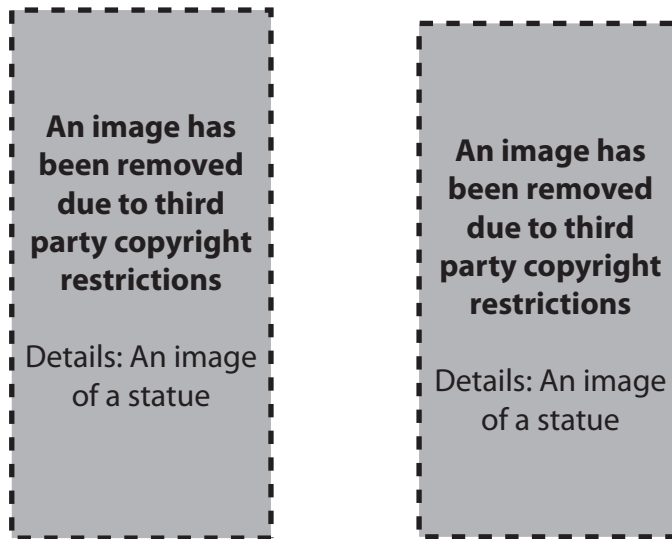 An image has
been removed
due to third
party copyright
restrictions
Details: An image
of a statue
An image has
been removed
due to third
party copyright
restrictions
Details: An image
of a statue